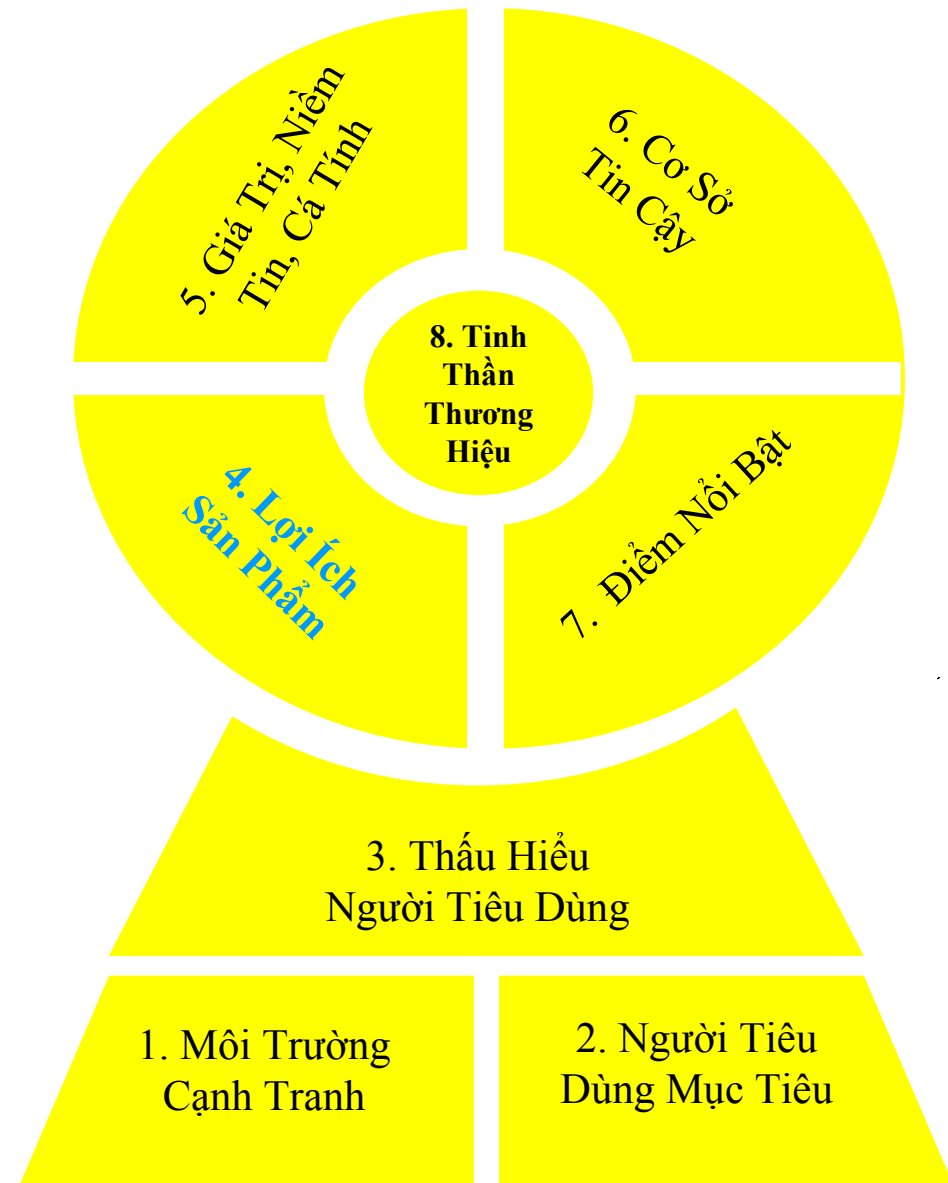 5. Giá Trị, Niềm
Tin, Cá Tính
6. Cơ Sở
Tin Cậy
8. Tinh
Thần
Thương
Hiệu
4. Lợi Ích
Sản Phẩm
7. Điểm Nổi Bật
3. Thấu Hiểu
Người Tiêu Dùng
1. Môi Trường
Cạnh Tranh
2. Người Tiêu
Dùng Mục Tiêu